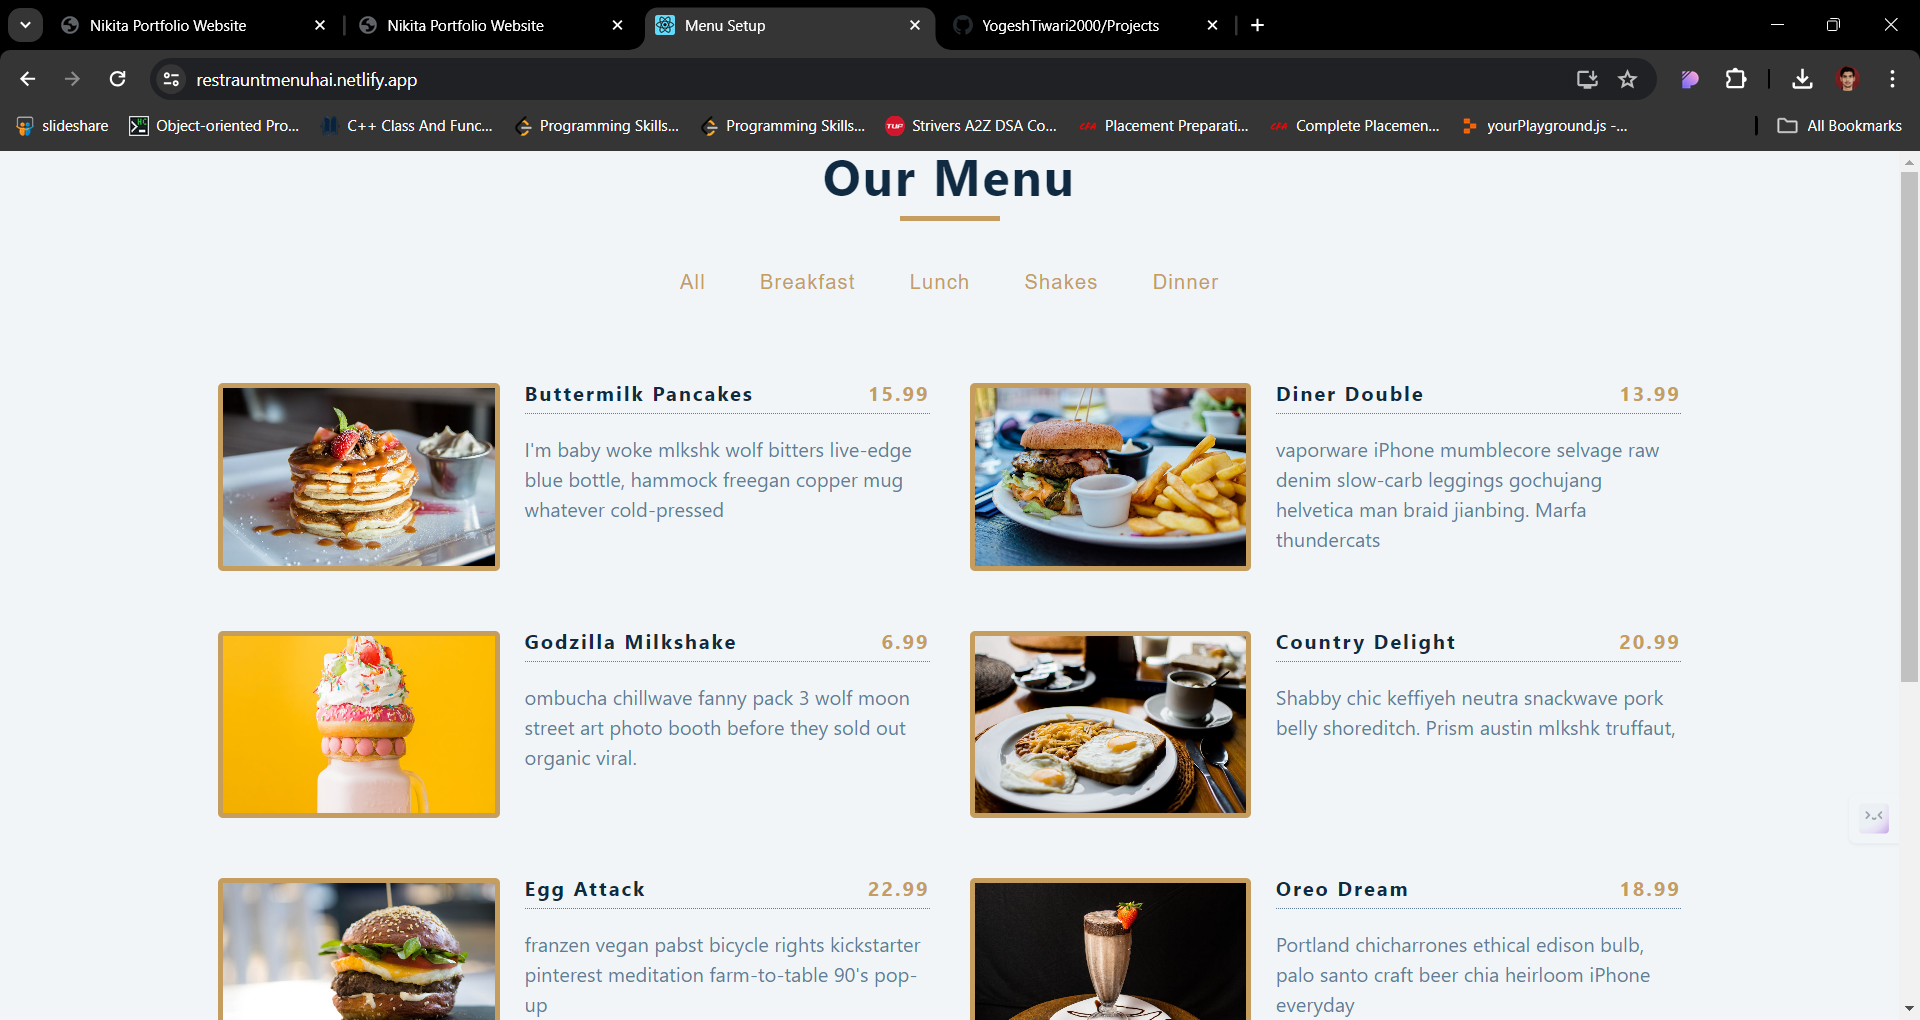 Nikita Portfolio Website
Nikita Portfolio Website
Menu Setup
YogeshTiwari2000/Projects
restrauntmenuhai.netlify.app
slideshare
Object-oriented Pro...
C++ Class And Func...
Programming Skills...
Programming Skills...
TUF
Strivers A2Z DSA Co...
Placement Preparati...
Complete Placemen...
yourPlayground.js -...
All Bookmarks
Our Menu
All
Breakfast
Lunch
Shakes
Dinner
Buttermilk Pancakes 15.99
I'm baby woke mlkshk wolf bitters live-edge
blue bottle, hammock freegan copper mug
whatever cold-pressed
Diner Double 13.99
vaporware iPhone mumblecore selvage raw
denim slow-carb leggings gochujang
helvetica man braid jianbing. Marfa
thundercats
Godzilla Milkshake 6.99
ombucha chillwave fanny pack 3 wolf moon
street art photo booth before they sold out
organic viral.
Country Delight 20.99
Shabby chic keffiyeh neutra snackwave pork
belly shoreditch. Prism austin mlkshk truffaut,
Egg Attack 22.99
franzen vegan pabst bicycle rights kickstarter
pinterest meditation farm-to-table 90's pop-
up
Oreo Dream 18.99
Portland chicharrones ethical edison bulb,
palo santo craft beer chia heirloom iPhone
everyday